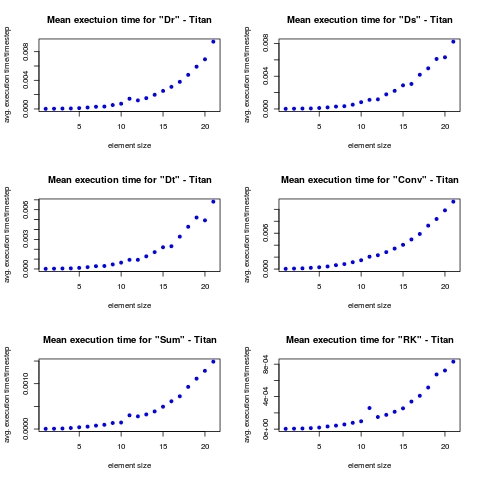 Mean exectuion time for "Dr" - Titan
avg. execution time/timestep
0.000
0.004
0.008
5
10
15
20
element size
Mean execution time for "Ds" - Titan
avg. execution time/timestep
0.000
0.004
0.008
5
10
15
20
element size
Mean execution time for "Dt" - Titan
avg. execution time/timestep
0.000
0.003
0.006
5
10
15
20
element size
Mean execution time for "Conv" - Titan
avg. execution time/timestep
0.000
0.006
5
10
15
20
element size
Mean execution time for "Sum" - Titan
avg. execution time/timestep
0.0000
0.0010
5
10
15
20
element size
Mean execution time for "RK" - Titan
avg. execution time/timestep
0e+00
4e-04
8e-04
5
10
15
20
element size